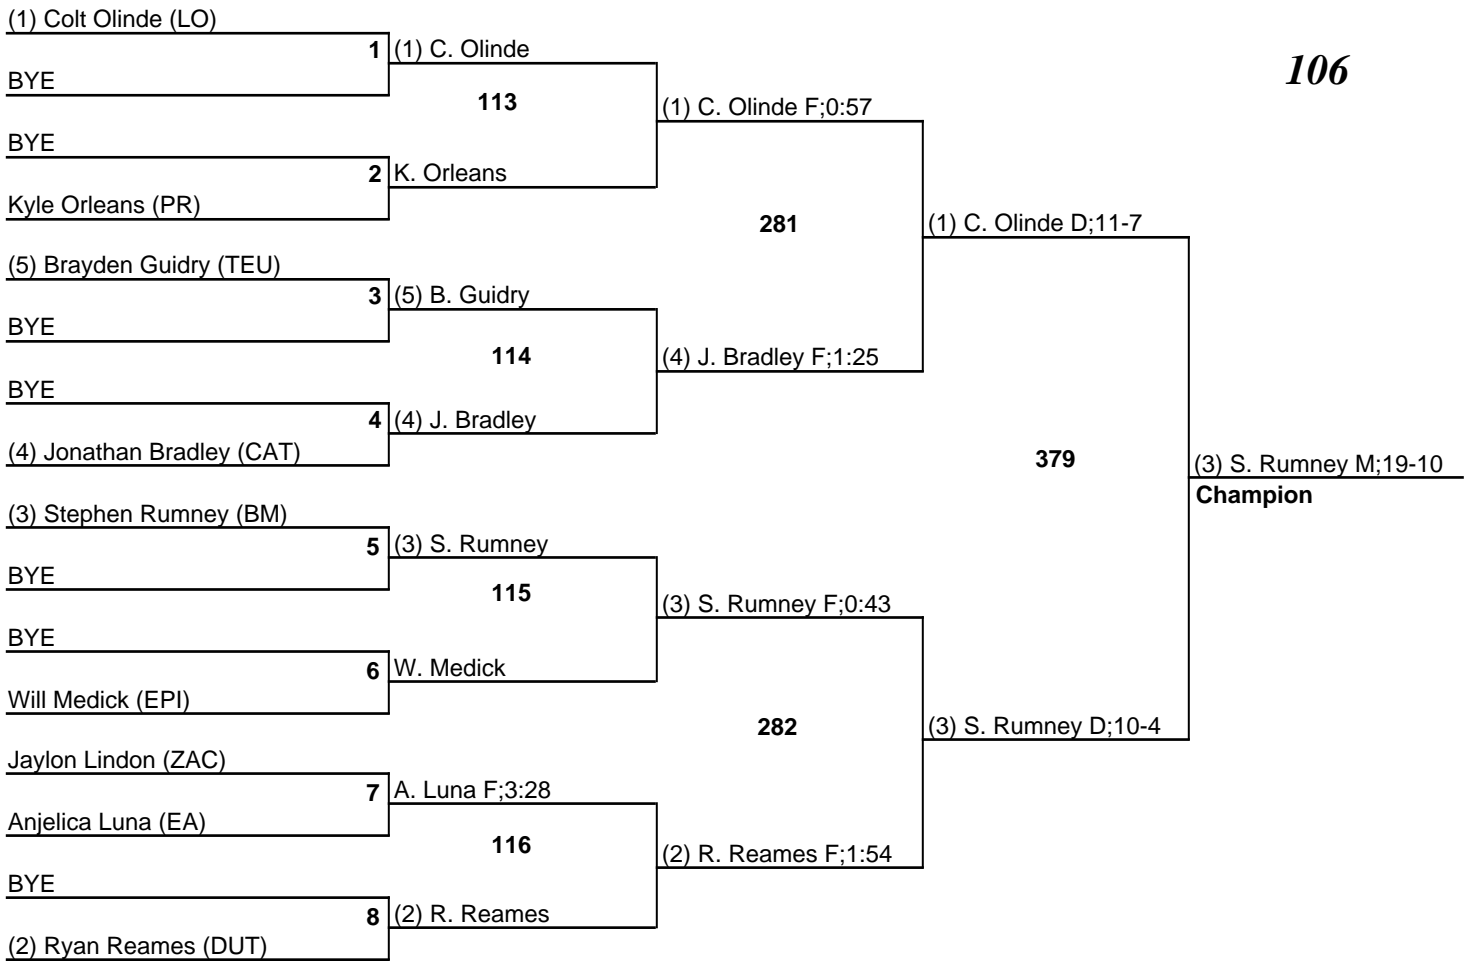 (1) Colt Olinde (LO)
1
(1) C. Olinde
106
BYE
113
(1) C. Olinde F;0:57
BYE
2
K. Orleans
Kyle Orleans (PR)
281
(1) C. Olinde D;11-7
(5) Brayden Guidry (TEU)
3
(5) B. Guidry
BYE
114
(4) J. Bradley F;1:25
BYE
4
(4) J. Bradley
(4) Jonathan Bradley (CAT)
379
(3) S. Rumney M;19-10
Champion
(3) Stephen Rumney (BM)
5
(3) S. Rumney
BYE
115
(3) S. Rumney F;0:43
BYE
6
W. Medick
Will Medick (EPI)
282
(3) S. Rumney D;10-4
Jaylon Lindon (ZAC)
7
A. Luna F;3:28
Anjelica Luna (EA)
116
(2) R. Reames F;1:54
BYE
8
(2) R. Reames
(2) Ryan Reames (DUT)